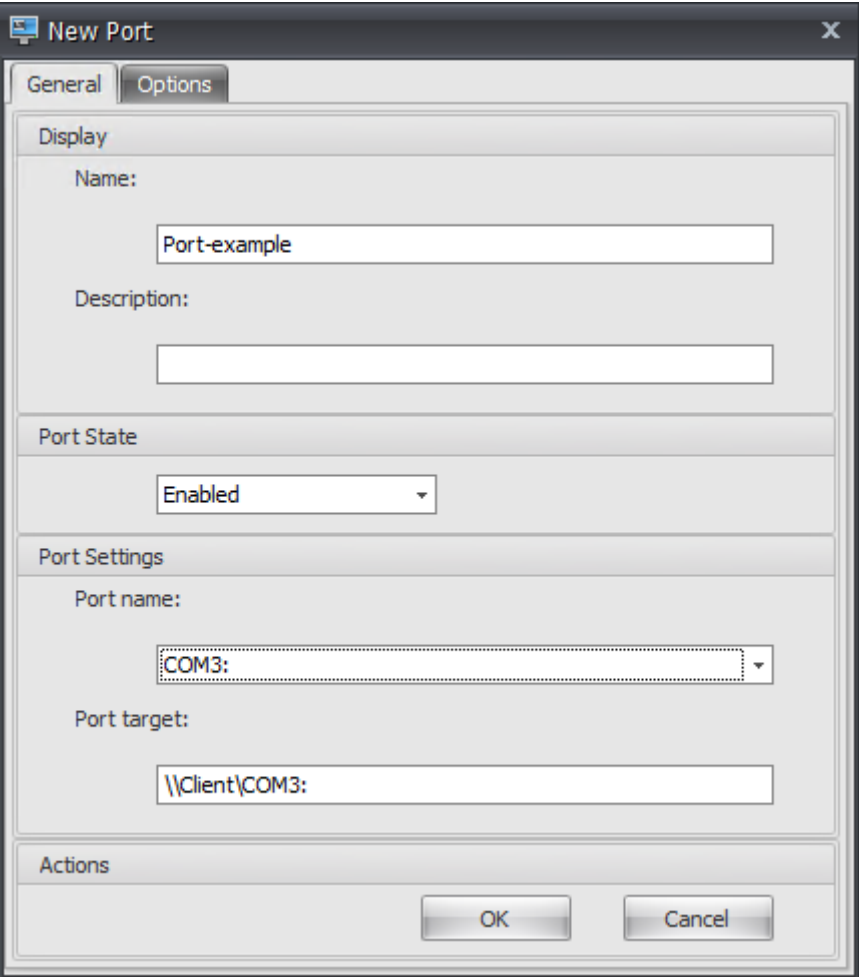 New Port
General Options
Display
Name:
Port-example
Description:
Port State
Enabled
Port Settings
Port name:
COM3:
Port target:
\\Client\COM3:
Actions
OK Cancel